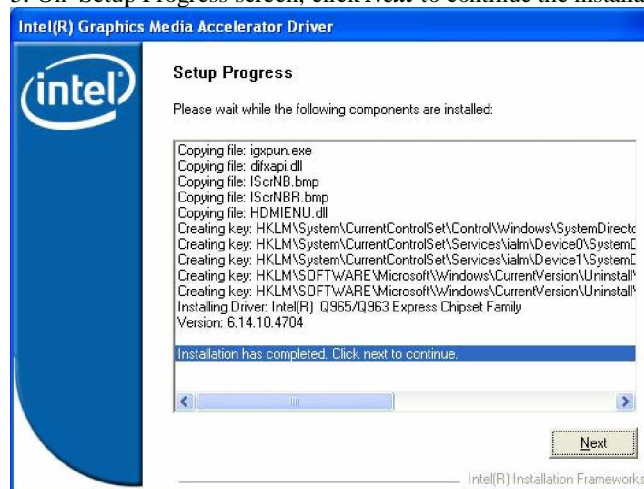 Intel(R) Graphics Media Accelerator Driver
intel
Setup Progress
Please wait while the following components are installed:
Copying file: igxpun.exe
Copying file: difxapi.dll
Copying file: IScrNB.bmp
Copying file: IScrNBR.bmp
Copying file: HDMIENU.dll
Creating key: HKLM\System\CurrentControlSet\Control\Windows\SystemDirecto
Creating key: HKLM\System\CurrentControlSet\Services\ialm\Device0\System
Creating key: HKLM\System\CurrentControlSet\Services\ialm\Device1\System
Creating key: HKLM\SOFTWARE\Microsoft\Windows\CurrentVersion\Uninstall\
Creating key: HKLM\SOFTWARE\Microsoft\Windows\CurrentVersion\Uninstall\
Installing Driver: Intel(R) Q965/Q963 Express Chipset Family
Version: 6.14.10.4704
Installation has completed. Click next to continue.
Next
Intel(R) Installation Framework